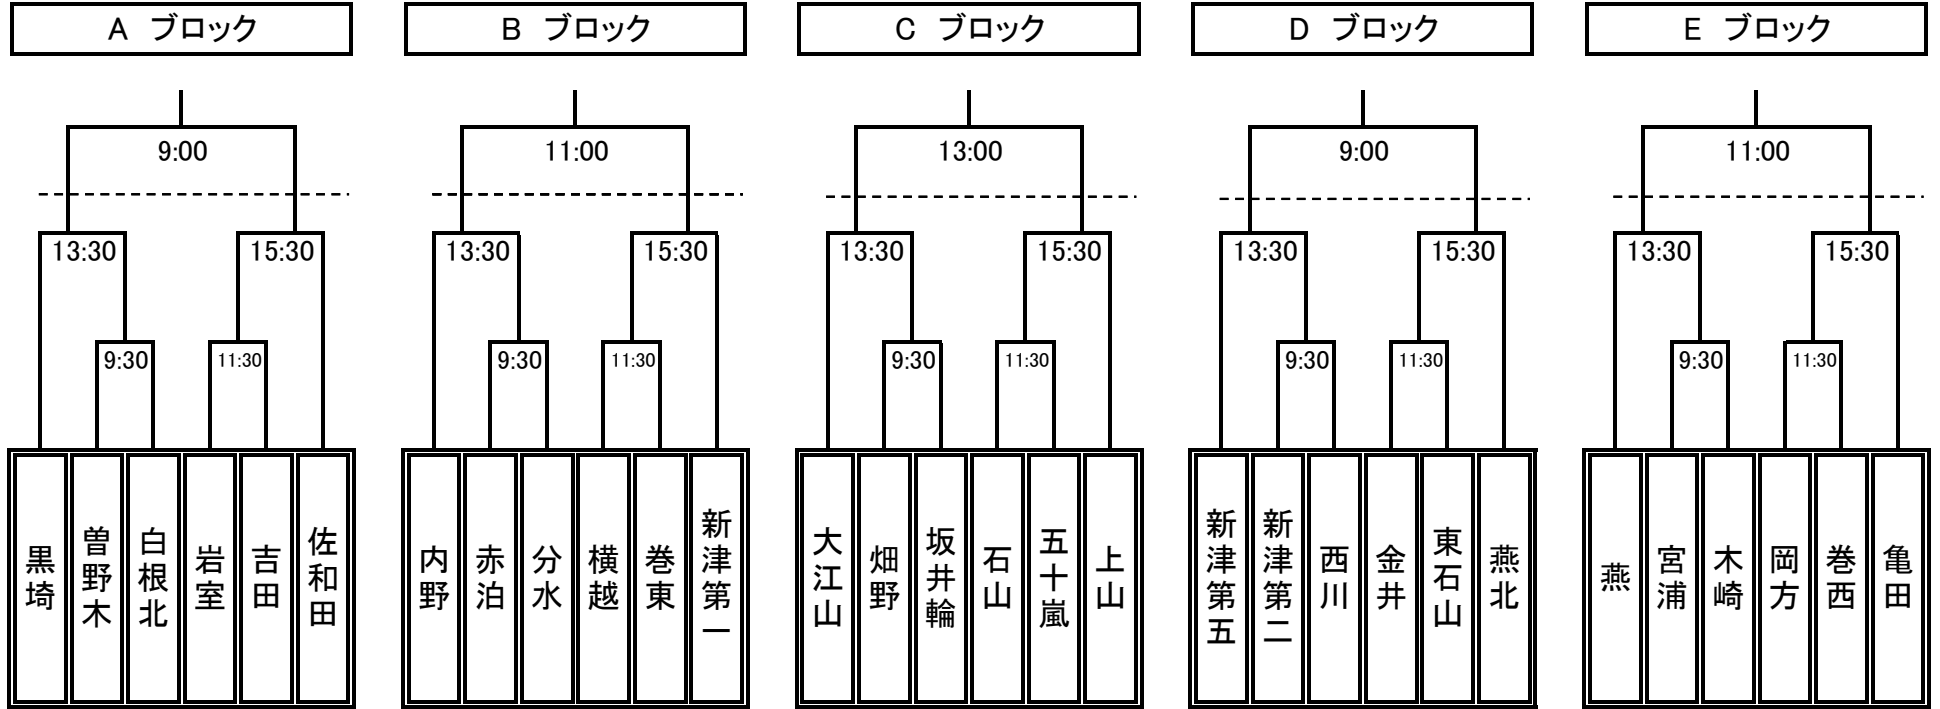 A ブロック
B ブロック
C ブロック
D ブロック
E ブロック
9:00
11:00
13:00
9:00
11:00
13:30
15:30
13:30
15:30
13:30
15:30
13:30
15:30
13:30
15:30
9:30
11:30
9:30
11:30
9:30
11:30
9:30
11:30
9:30
11:30
黒埼
曽野木
白根北
岩室
吉田
佐和田
内野
赤泊
分水
横越
巻東
新津第一
大江山
畑野
坂井輪
石山
五十嵐
上山
新津第五
新津第二
西川
金井
東石山
燕北
燕
宮浦
木崎
岡方
巻西
亀田